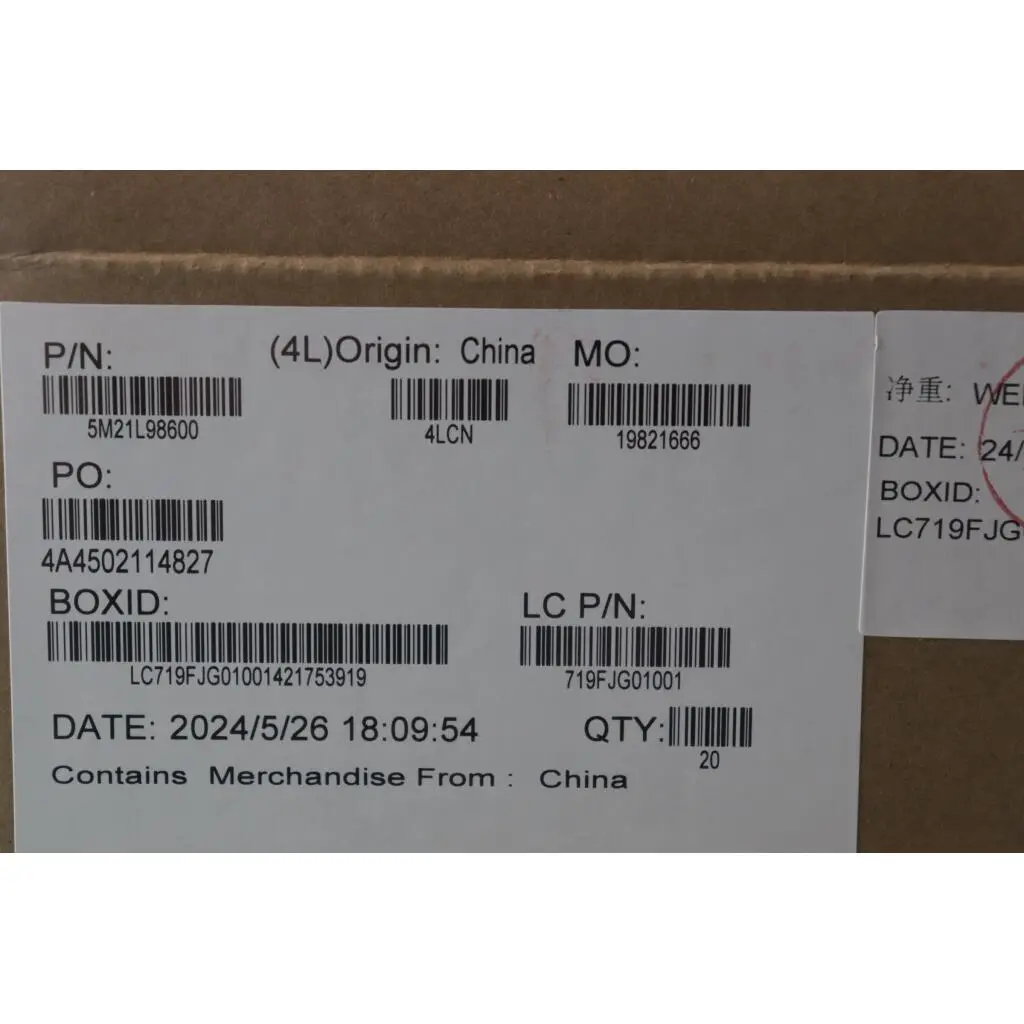 P/N: (4L)Origin: China MO:
5M21L98600 4LCN 19821666
PO:
4A4502114827
BOXID: LC P/N:
LC719FJG01001421753919 719FJG01001
DATE: 2024/5/26 18:09:54 QTY:
20
Contains Merchandise From : China
净重:
DATE: 24/
BOXID:
LC719FJG